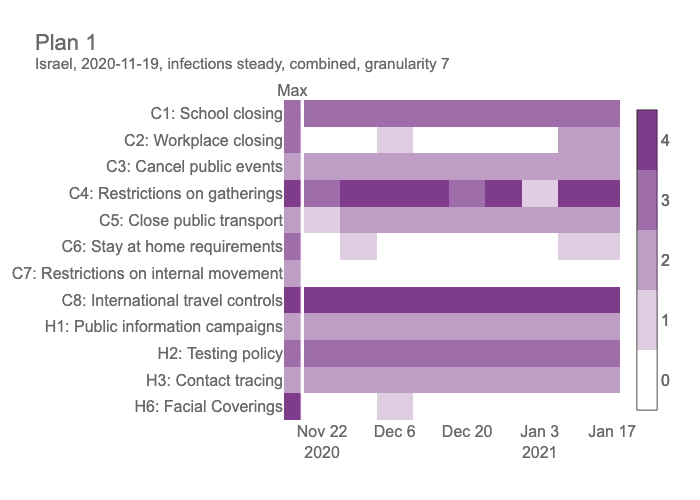 Plan 1
Israel, 2020-11-19, infections steady, combined, granularity 7
Max
C1: School closing
C2: Workplace closing
C3: Cancel public events
C4: Restrictions on gatherings
C5: Close public transport
C6: Stay at home requirements
C7: Restrictions on internal movement
C8: International travel controls
H1: Public information campaigns
H2: Testing policy
H3: Contact tracing
H6: Facial Coverings
4
3
2
1
0
Nov 22 Dec 6 Dec 20 Jan 3 Jan 17
2020 2021